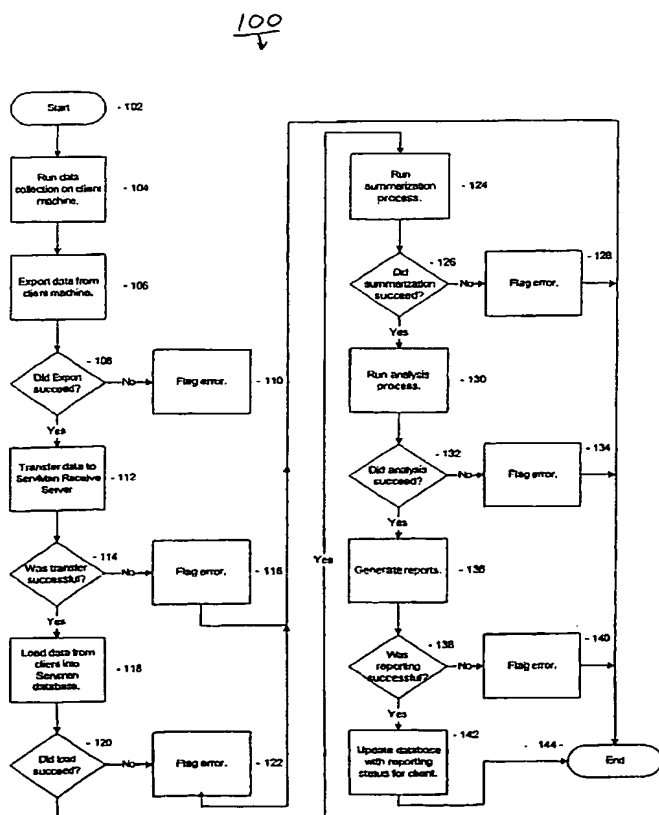 100
Start
- 102
Run data
collection on client
machine.
- 104
Export data from
client machine.
- 106
- 108
Did Export
succeed?
No
Flag error.
- 110
Yes
Transfer data to
ServMan Receive
Server
- 112
- 114
Was transfer
successful?
No
Flag error.
- 116
Yes
Load data from
client into
Servman
database.
- 118
- 120
Did load
succeed?
No
Flag error.
- 122
Yes
Run
summerization
process.
- 124
- 126
Did
summerization
succeed?
No
Flag error.
- 128
Yes
Run analysis
process.
- 130
- 132
Did analysis
succeed?
No
Flag error.
- 134
Yes
Generate reports.
- 136
- 138
Was
reporting
successful?
No
Flag error.
- 140
Yes
Update database
with reporting
status for client.
- 142
- 144 -
End